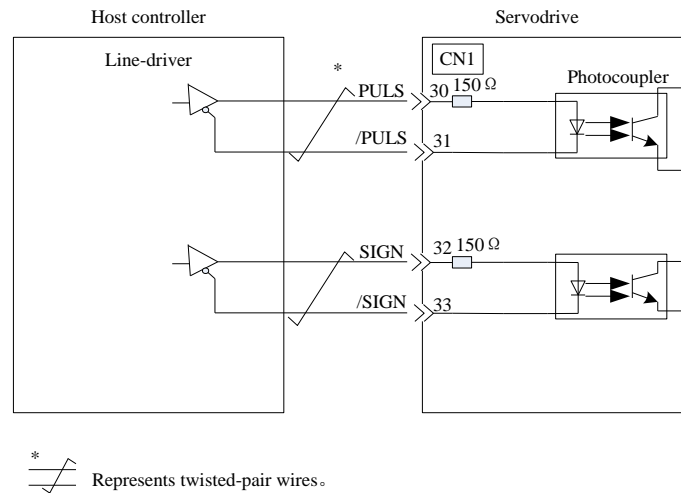 Host controller
Servodrive
Line-driver
CN1
Photocoupler
*
PULS
30
150 Ω
/PULS
31
SIGN
32
150 Ω
/SIGN
33
*
Represents twisted-pair wires。